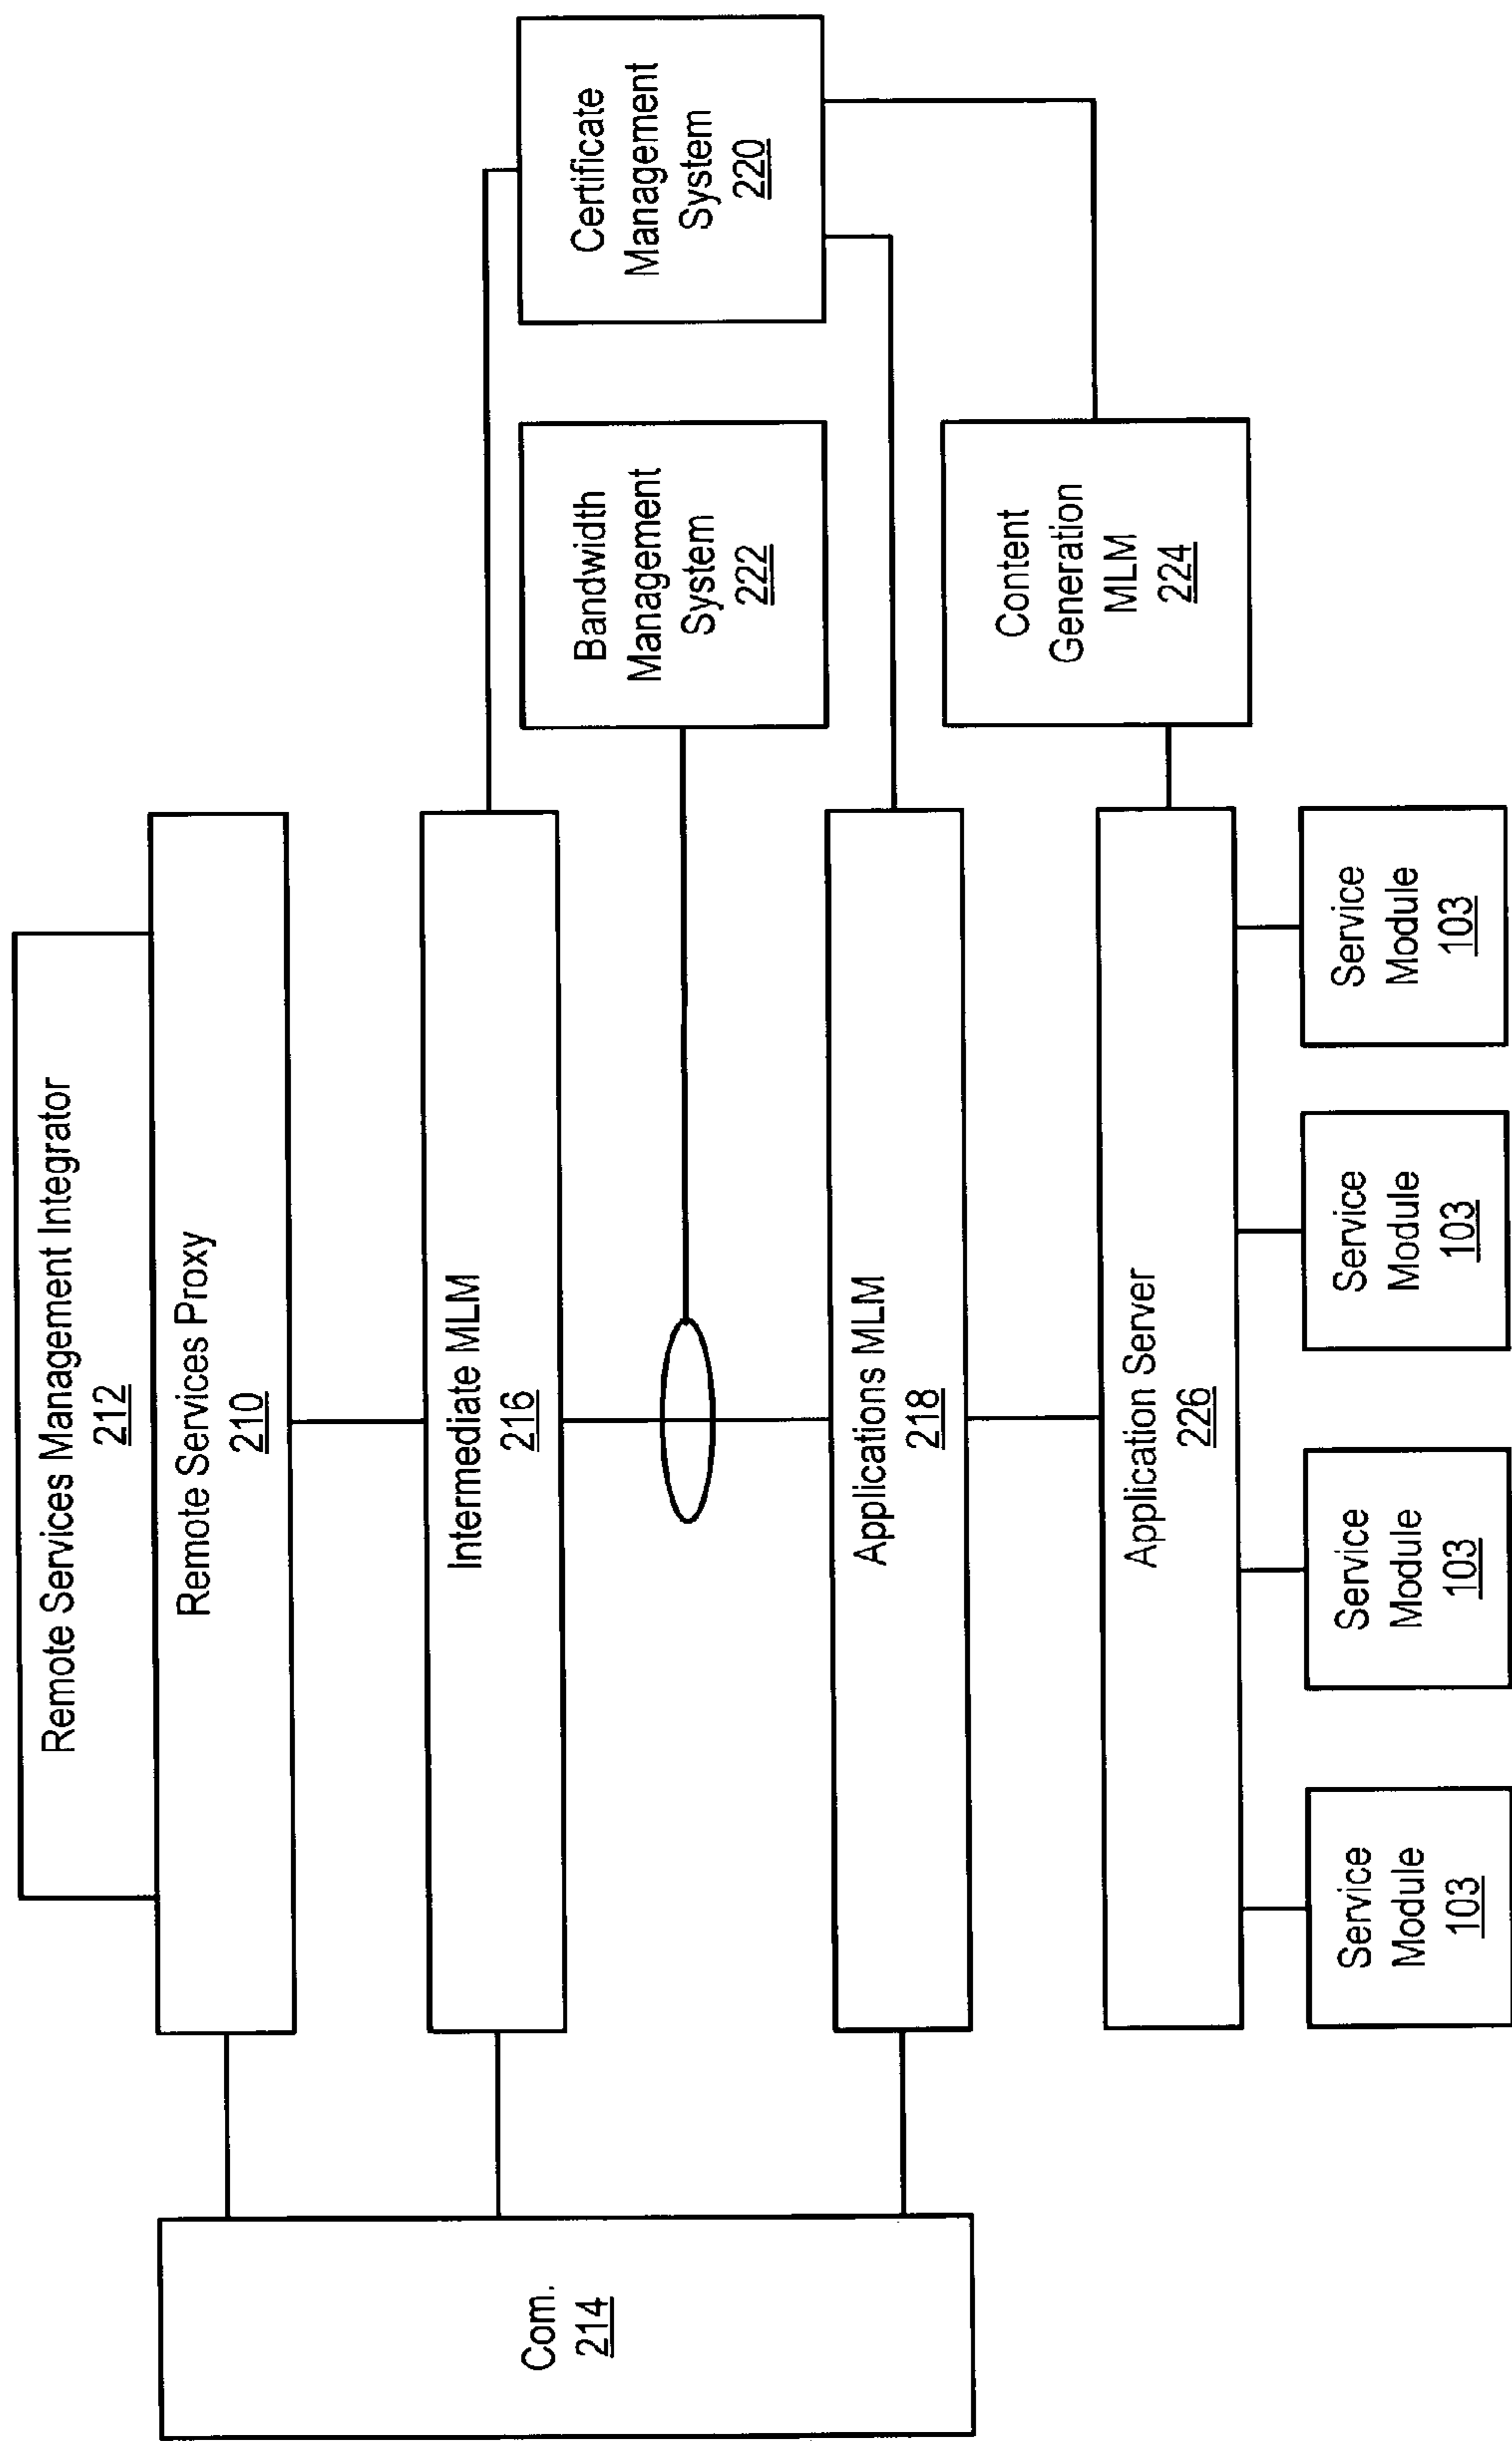 Remote Services Management Integrator
212
Remote Services Proxy
210
Com.
214
Intermediate MLM
216
Bandwidth
Management
System
222
Certificate
Management
System
220
Applications MLM
218
Content
Generation
MLM
224
Application Server
226
Service
Module
103
Service
Module
103
Service
Module
103
Service
Module
103